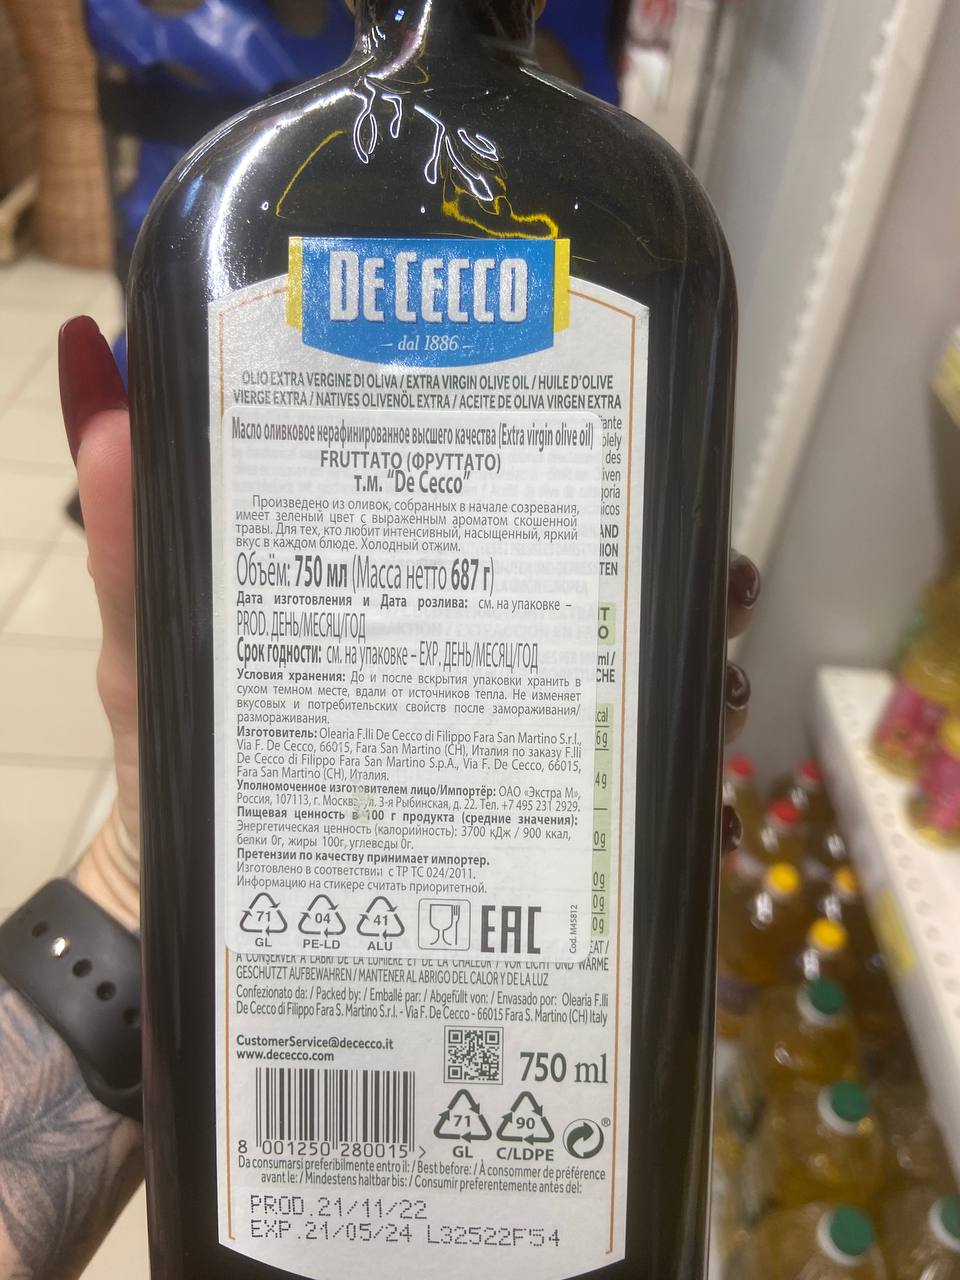 DE CECCO
dal 1886
OLIO EXTRA VERGINE DI OLIVA / EXTRA VIRGIN OLIVE OIL / HUILE D'OLIVE
VIERGE EXTRA / NATIVES OLIVENÖL EXTRA / ACEITE DE OLIVA VIRGEN EXTRA
Масло оливковое нерафинированное высшего качества (Extra virgin olive oil)
FRUTTATO (ФРУТТАТО)
т.м. "De Cecco"
Произведено из оливок, собранных в начале созревания,
имеет зеленый цвет с выраженным ароматом скошенной
травы. Для тех, кто любит интенсивный, насыщенный, яркий
вкус в каждом блюде. Холодный отжим.
Объём: 750 мл (Масса нетто 687 г)
Дата изготовления и Дата розлива: см. на упаковке –
PROD. ДЕНЬ/МЕСЯЦ/ГОД
Срок годности: см. на упаковке – EXP. ДЕНЬ/МЕСЯЦ/ГОД
Условия хранения: До и после вскрытия упаковки хранить в
сухом темном месте, вдали от источников тепла. Не изменяет
вкусовых и потребительских свойств после замораживания/
размораживания.
Изготовитель: Olearia F.lli De Cecco di Filippo Fara San Martino S.r.l.,
Via F. De Cecco, 66015, Fara San Martino (CH), Италия по заказу F.lli
De Cecco di Filippo Fara San Martino S.p.A., Via F. De Cecco, 66015,
Fara San Martino (CH), Италия.
Уполномоченное изготовителем лицо/Импортёр: ОАО «Экстра М»,
Россия, 107113, г. Москва, ул. 3-я Рыбинская, д. 22. Тел. +7 495 231 2929.
Пищевая ценность в 100 г продукта (средние значения):
Энергетическая ценность (калорийность): 3700 кДж / 900 ккал,
белки 0г, жиры 100г, углеводы 0г.
Претензии по качеству принимает импортер.
Изготовлено в соответствии с ТР ТС 024/2011.
Информацию на стикере считать приоритетной.
71 04 41 EAC
GL PE-LD ALU
Cod. M45812
À CONSERVER À L'ABRI DE LA LUMIÈRE ET DE LA CHALEUR / VOR LICHT UND WÄRME
GESCHÜTZT AUFBEWAHREN / MANTENER AL ABRIGO DEL CALOR Y DE LA LUZ
Confezionato da: / Packed by: / Emballé par: / Abgefüllt von: / Envasado por: Olearia F.lli
De Cecco di Filippo Fara S. Martino S.r.l. - Via F. De Cecco - 66015 Fara S. Martino (CH) Italy
CustomerService@dececco.it
www.dececco.com
750 ml
71 90 ®
GL C/LDPE
8 001250 280015 >
Da consumarsi preferibilmente entro il: / Best before: / À consommer de préférence
avant le: / Mindestens haltbar bis: / Consumir preferentemente antes del:
PROD.21/11/22
EXP.21/05/24 L32522F54